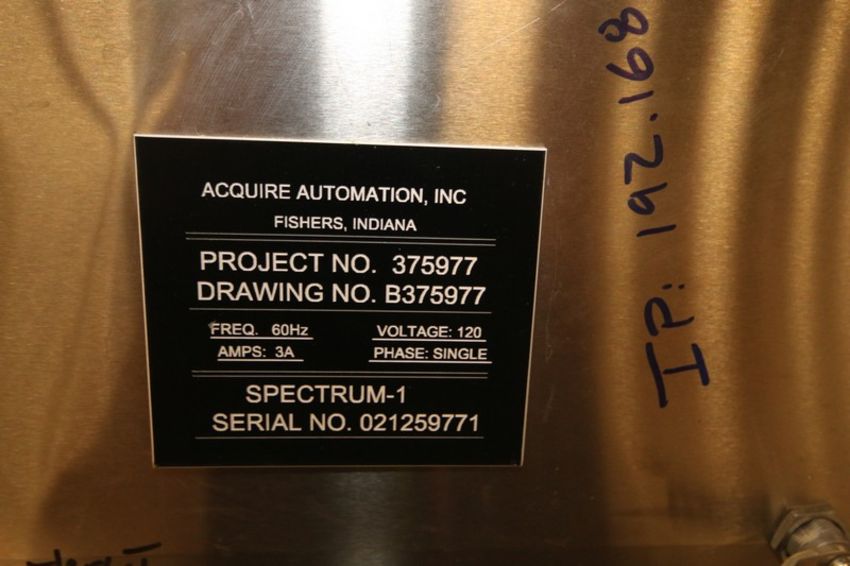 ACQUIRE AUTOMATION, INC
FISHERS, INDIANA
PROJECT NO. 375977
DRAWING NO. B375977
FREQ. 60Hz VOLTAGE: 120
AMPS: 3A PHASE: SINGLE
SPECTRUM-1
SERIAL NO. 021259771
IP: 192.168